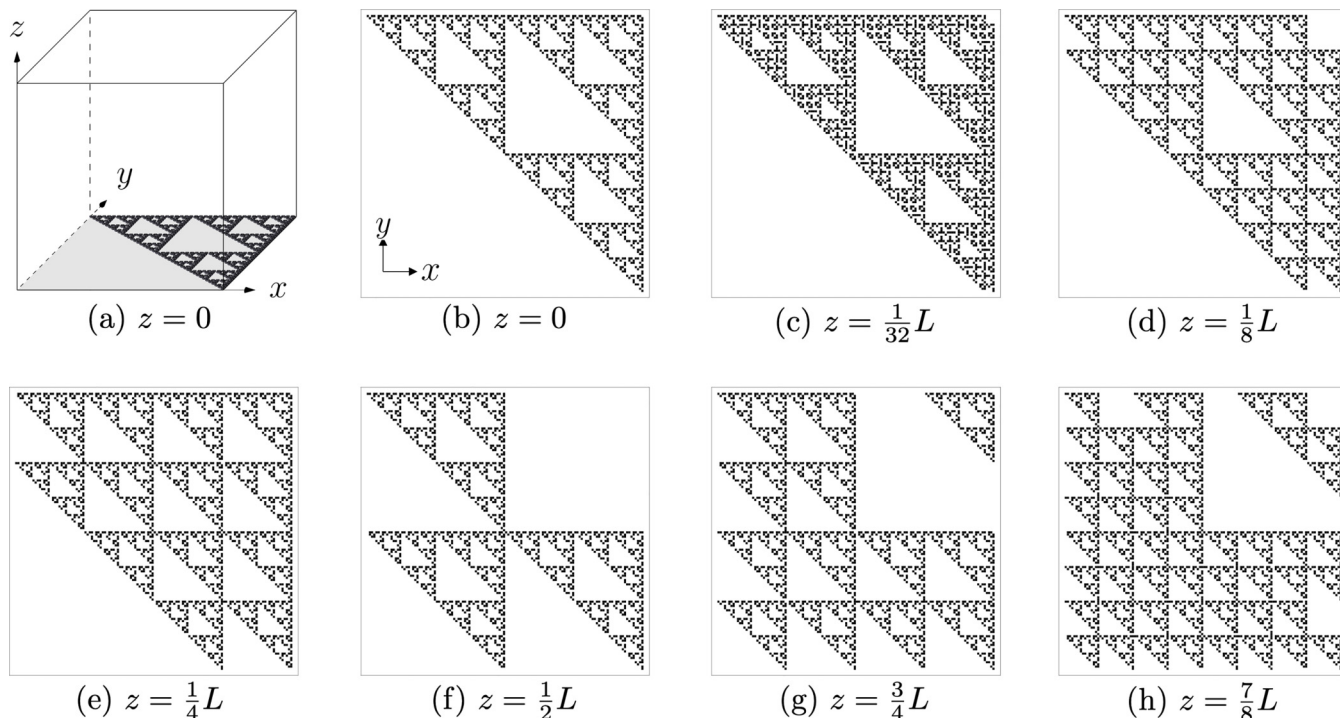 z
y
x
y
x
(a) z = 0
(b) z = 0
(c) z = 1/32 L
(d) z = 1/8 L
(e) z = 1/4 L
(f) z = 1/2 L
(g) z = 3/4 L
(h) z = 7/8 L